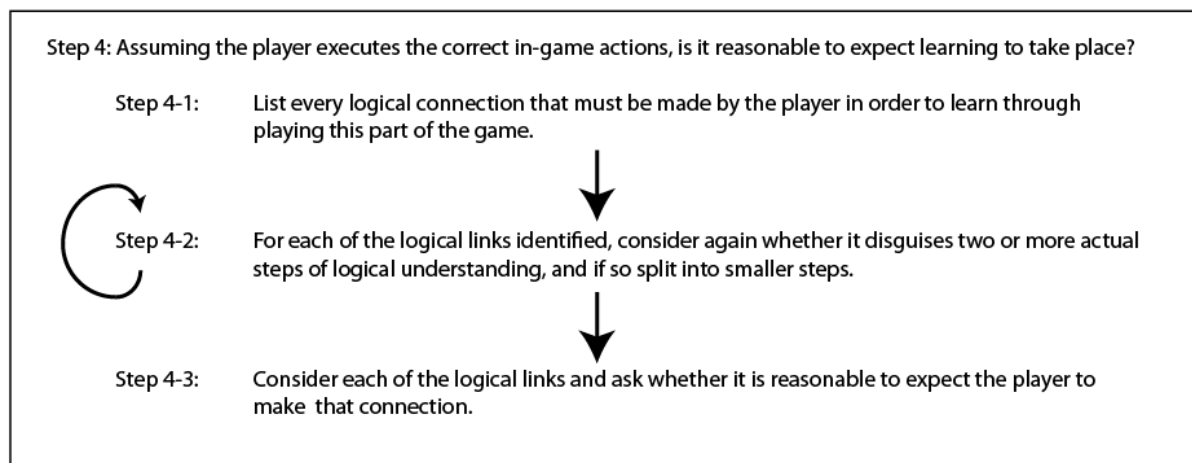 Step 4: Assuming the player executes the correct in-game actions, is it reasonable to expect learning to take place?
Step 4-1: List every logical connection that must be made by the player in order to learn through
playing this part of the game.
Step 4-2: For each of the logical links identified, consider again whether it disguises two or more actual
steps of logical understanding, and if so split into smaller steps.
Step 4-3: Consider each of the logical links and ask whether it is reasonable to expect the player to
make that connection.